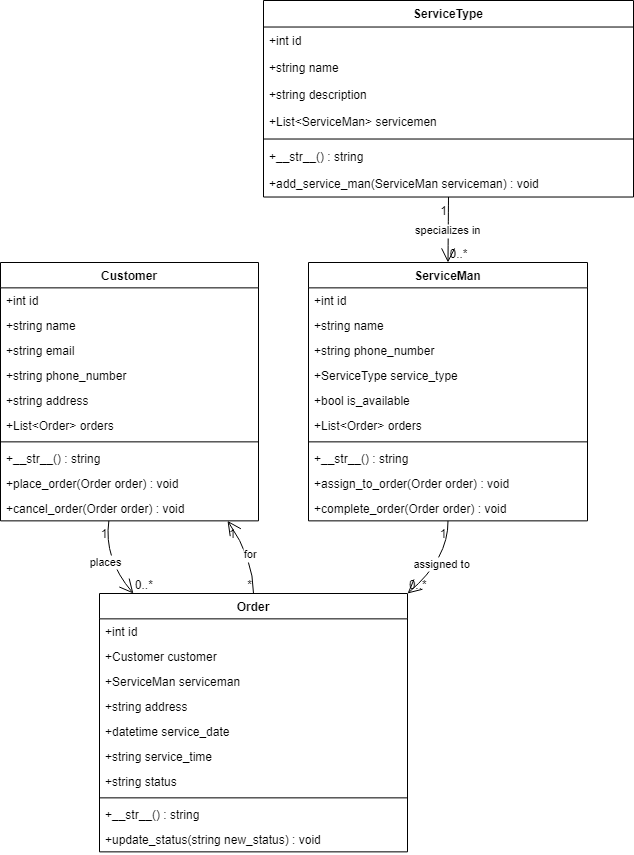 ServiceType
+int id
+string name
+string description
+List<ServiceMan> servicemen
+__str__() : string
+add_service_man(ServiceMan serviceman) : void
1
specializes in
0..*
Customer
+int id
+string name
+string email
+string phone_number
+string address
+List<Order> orders
+__str__() : string
+place_order(Order order) : void
+cancel_order(Order order) : void
ServiceMan
+int id
+string name
+string phone_number
+ServiceType service_type
+bool is_available
+List<Order> orders
+__str__() : string
+assign_to_order(Order order) : void
+complete_order(Order order) : void
1
places
0..*
1
for
*
1
assigned to
0..*
Order
+int id
+Customer customer
+ServiceMan serviceman
+string address
+datetime service_date
+string service_time
+string status
+__str__() : string
+update_status(string new_status) : void